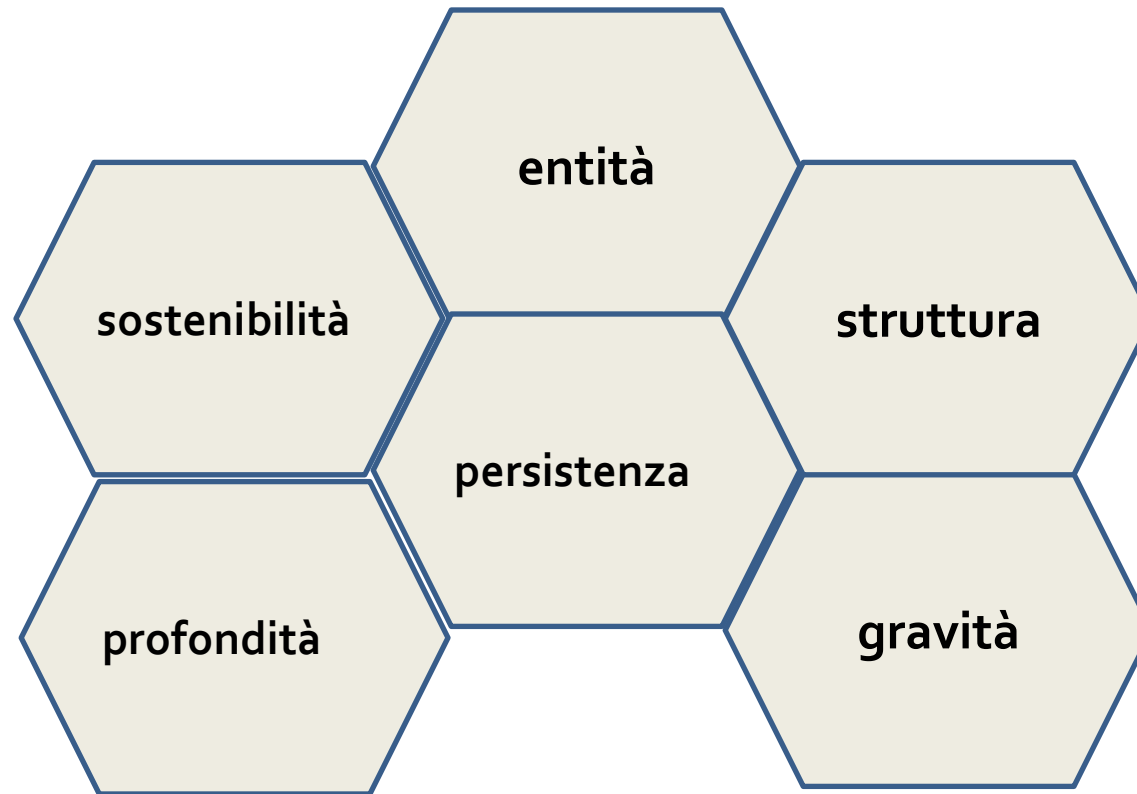 entità
sostenibilità
struttura
persistenza
profondità
gravità